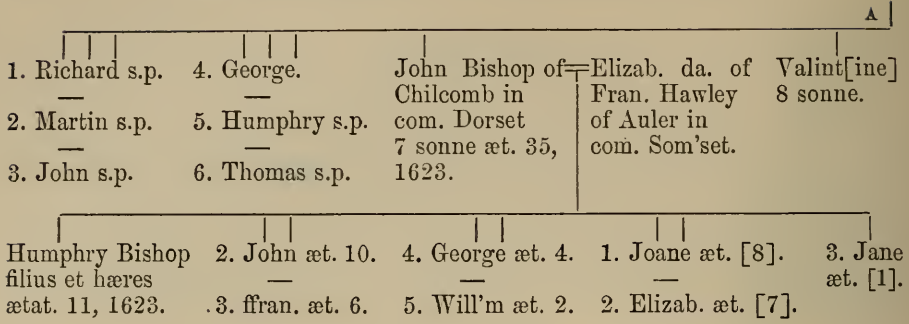 A
1. Richard s.p.
2. Martin s.p.
3. John s.p.
4. George.
5. Humphry s.p.
6. Thomas s.p.
John Bishop of
Chilcomb in
com. Dorset
7 sonne æt. 35,
1623.
Elizab. da. of
Fran. Hawley
of Auler in
com. Som'set.
Valint[ine]
8 sonne.
Humphry Bishop
filius et hæres
ætat. 11, 1623.
2. John æt. 10.
3. ffran. æt. 6.
4. George æt. 4.
5. Will'm æt. 2.
1. Joane æt. [8].
2. Elizab. æt. [7].
3. Jane
æt. [1].